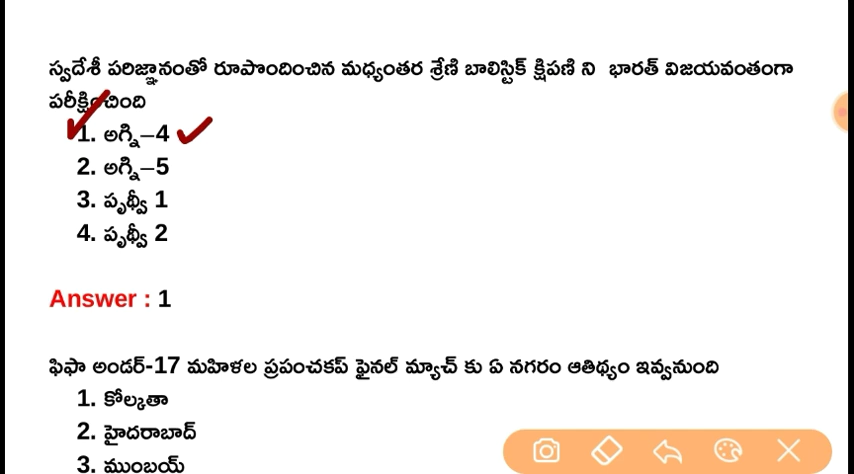 స్వదేశీ పరిజ్ఞానంతో రూపొందించిన మధ్యంతర శ్రేణి బాలిస్టిక్ క్షిపణి ని భారత్ విజయవంతంగా
పరీక్షించింది
1. అగ్ని–4
2. అగ్ని–5
3. పృథ్వీ 1
4. పృథ్వీ 2
Answer : 1
ఫిఫా అండర్-17 మహిళల ప్రపంచకప్ ఫైనల్ మ్యాచ్ కు ఏ నగరం ఆతిథ్యం ఇవ్వనుంది
1. కోల్కతా
2. హైదరాబాద్
3. ముంబయ్